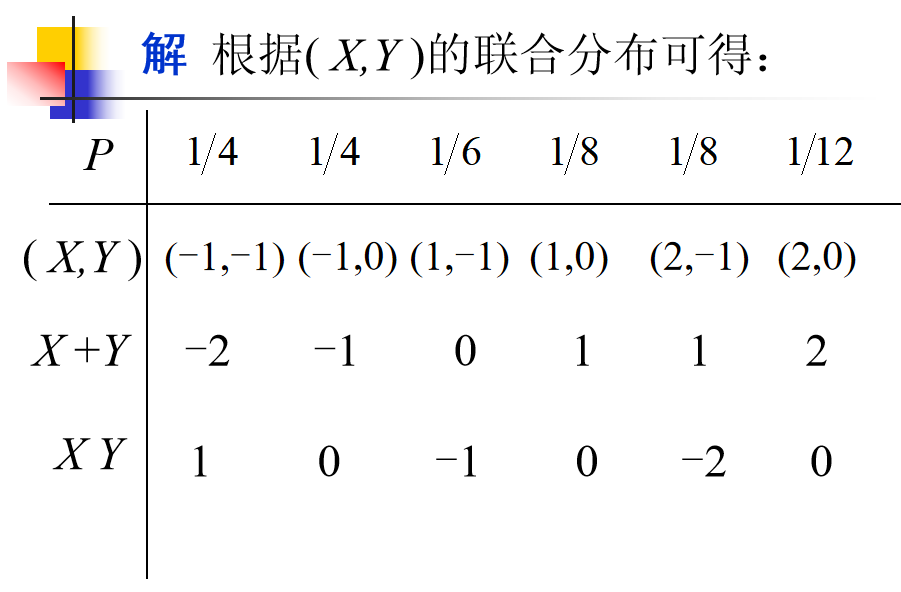 解 根据(X,Y)的联合分布可得：
P 1/4 1/4 1/6 1/8 1/8 1/12
(X,Y) (−1,−1) (−1,0) (1,−1) (1,0) (2,−1) (2,0)
X+Y −2 −1 0 1 1 2
X Y 1 0 −1 0 −2 0